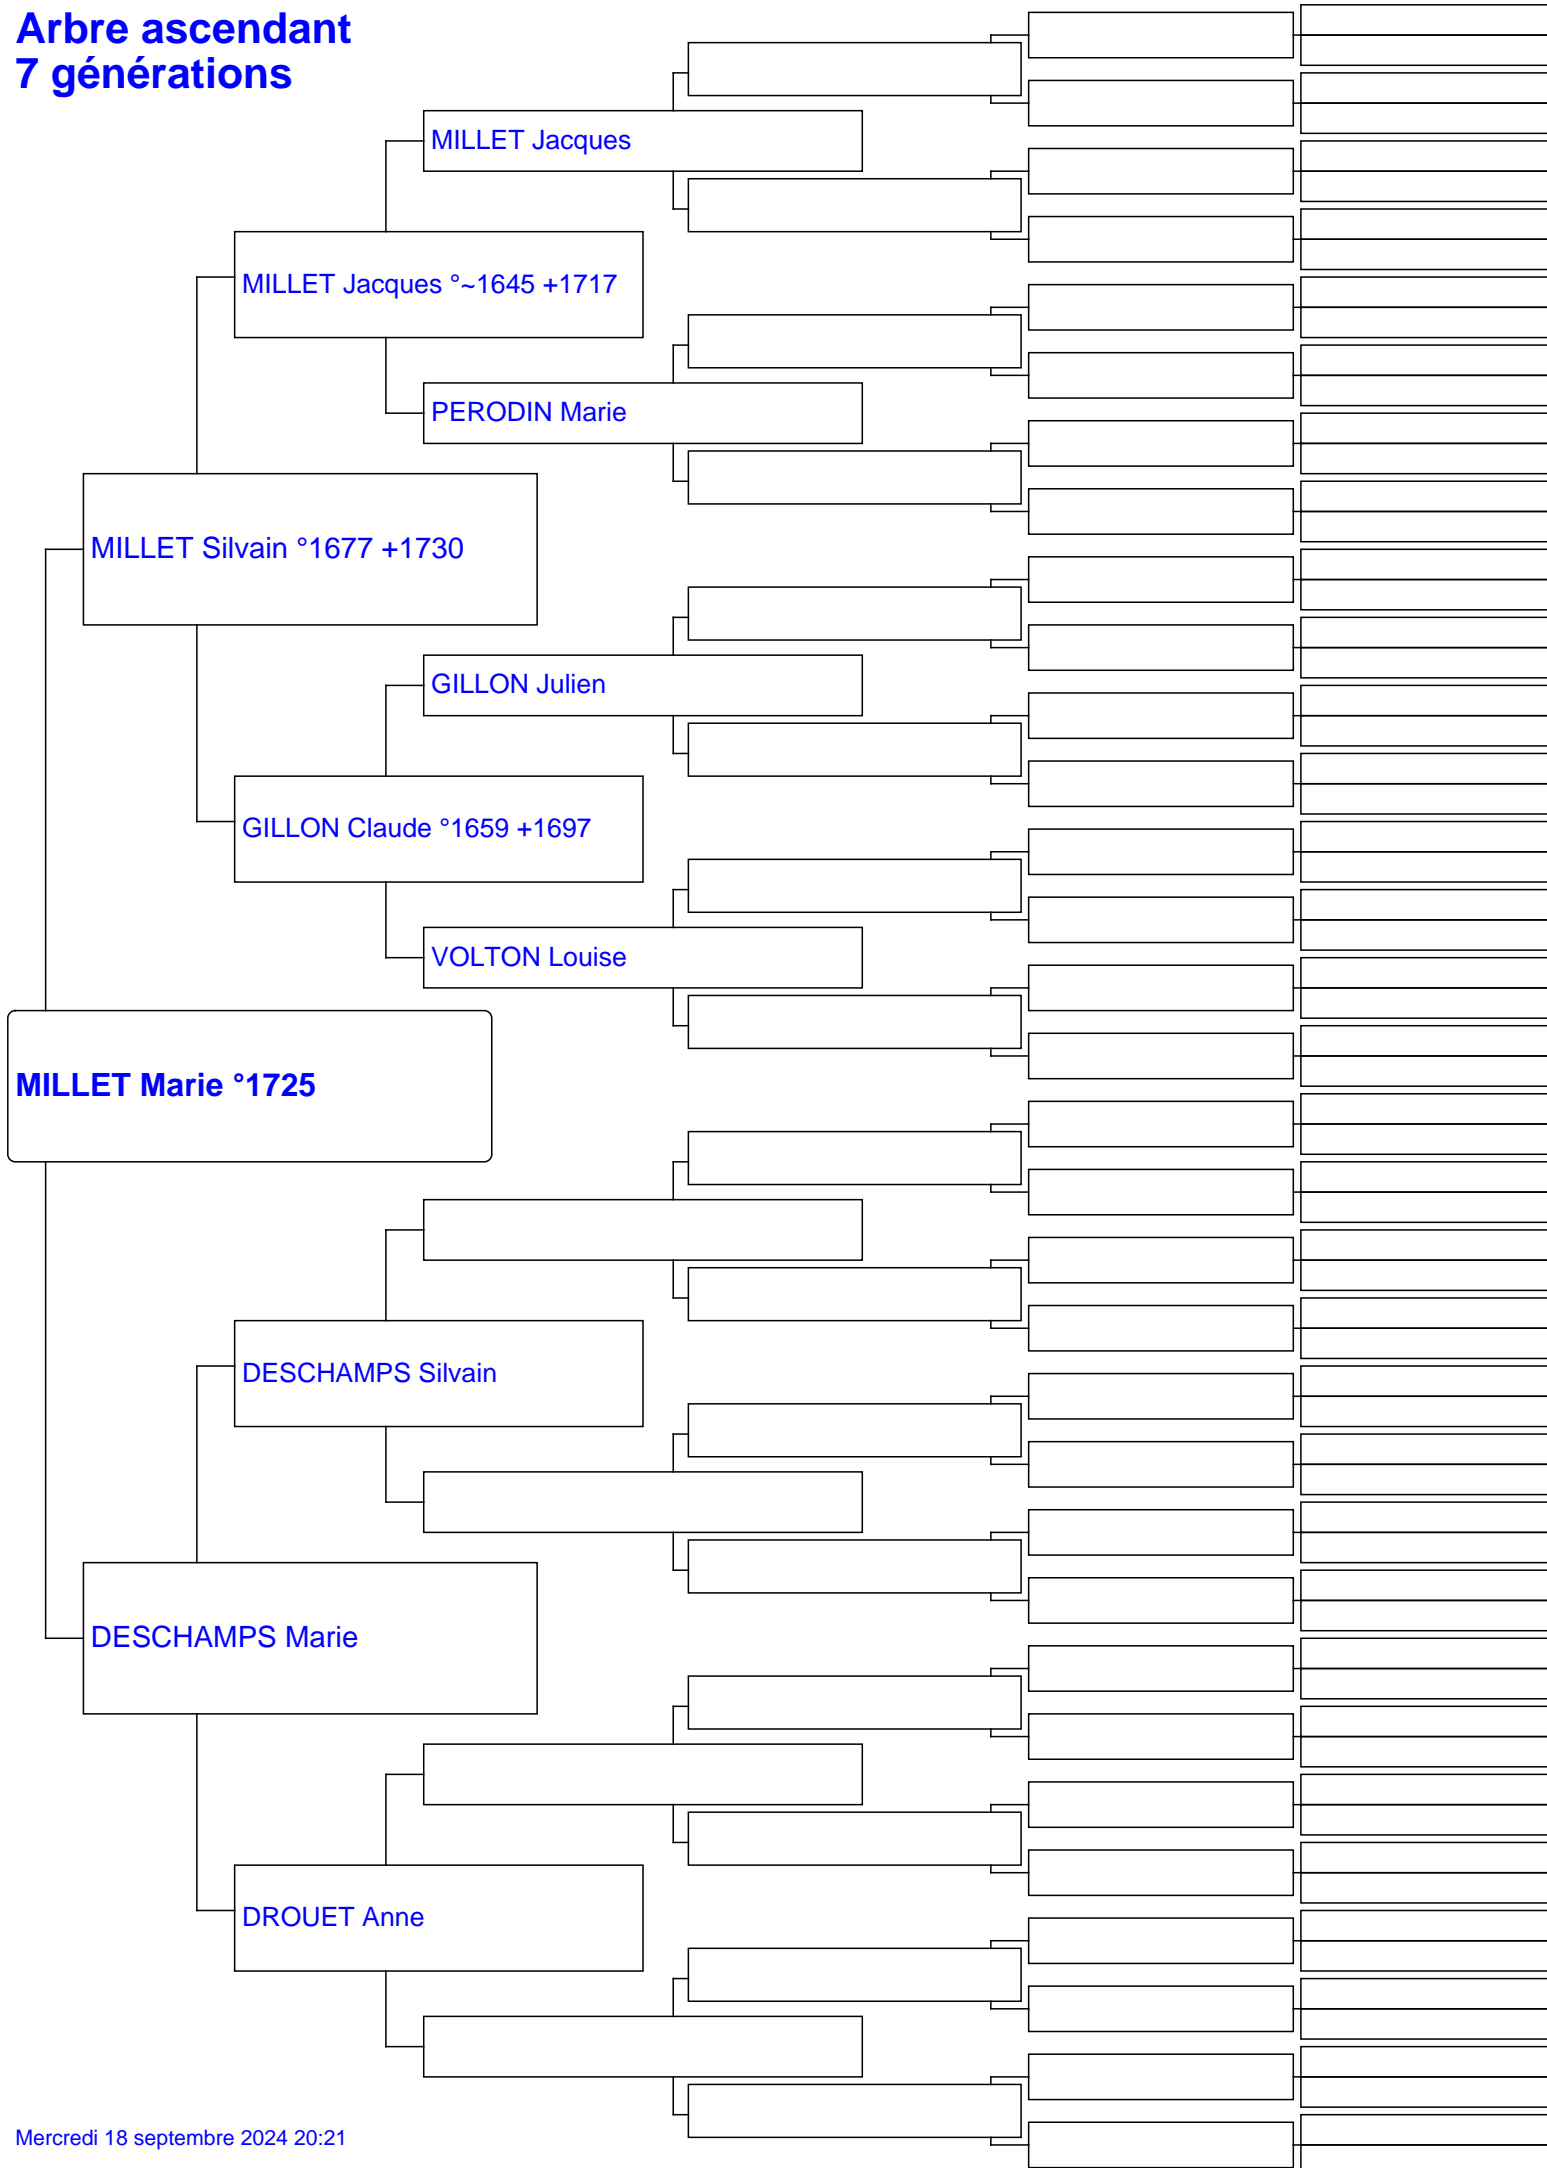 Arbre ascendant
7 générations
MILLET Jacques
MILLET Jacques °~1645 +1717
PERODIN Marie
MILLET Silvain °1677 +1730
GILLON Julien
GILLON Claude °1659 +1697
VOLTON Louise
MILLET Marie °1725
DESCHAMPS Silvain
DESCHAMPS Marie
DROUET Anne
Mercredi 18 septembre 2024 20:21